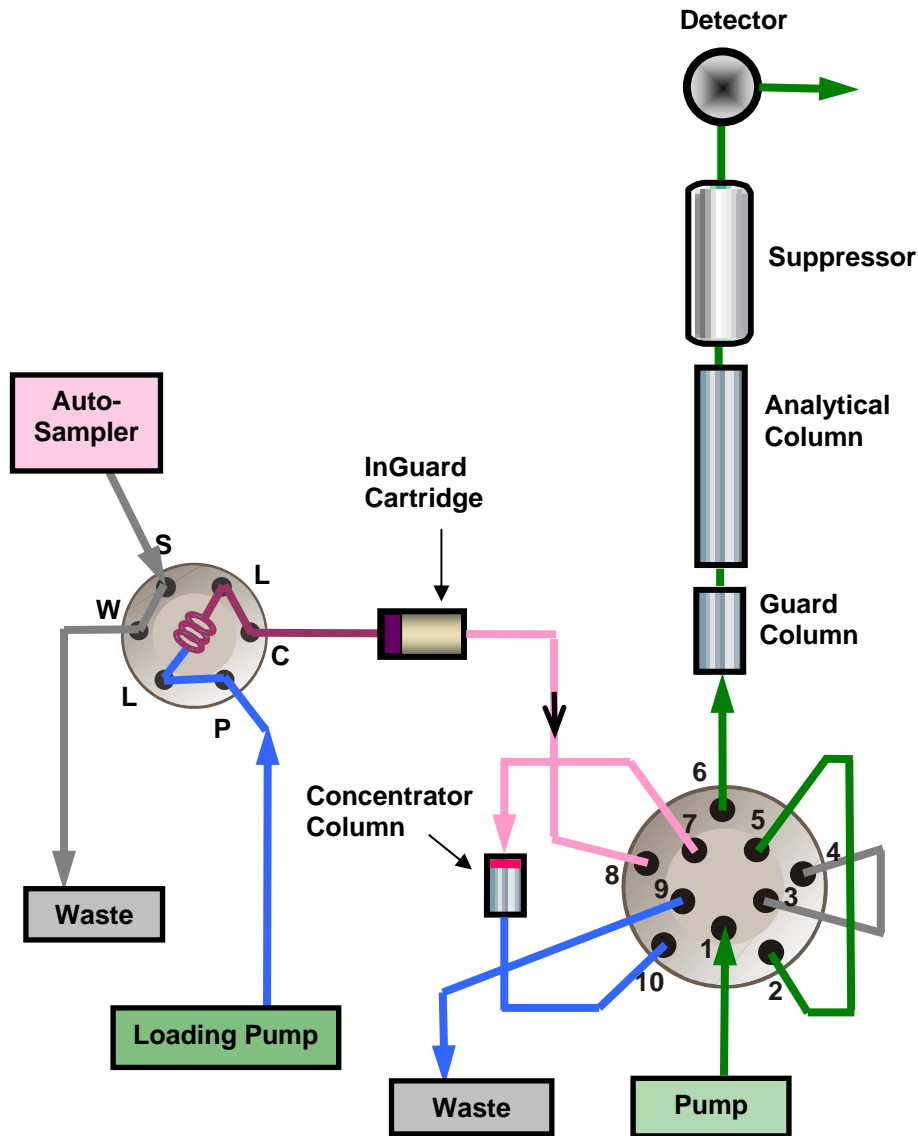 Detector
Suppressor
Analytical
Column
Auto-
Sampler
InGuard
Cartridge
S
L
W
C
L
P
Guard
Column
Concentrator
Column
6
7
5
4
8
9
3
1
10
2
Waste
Loading Pump
Waste
Pump